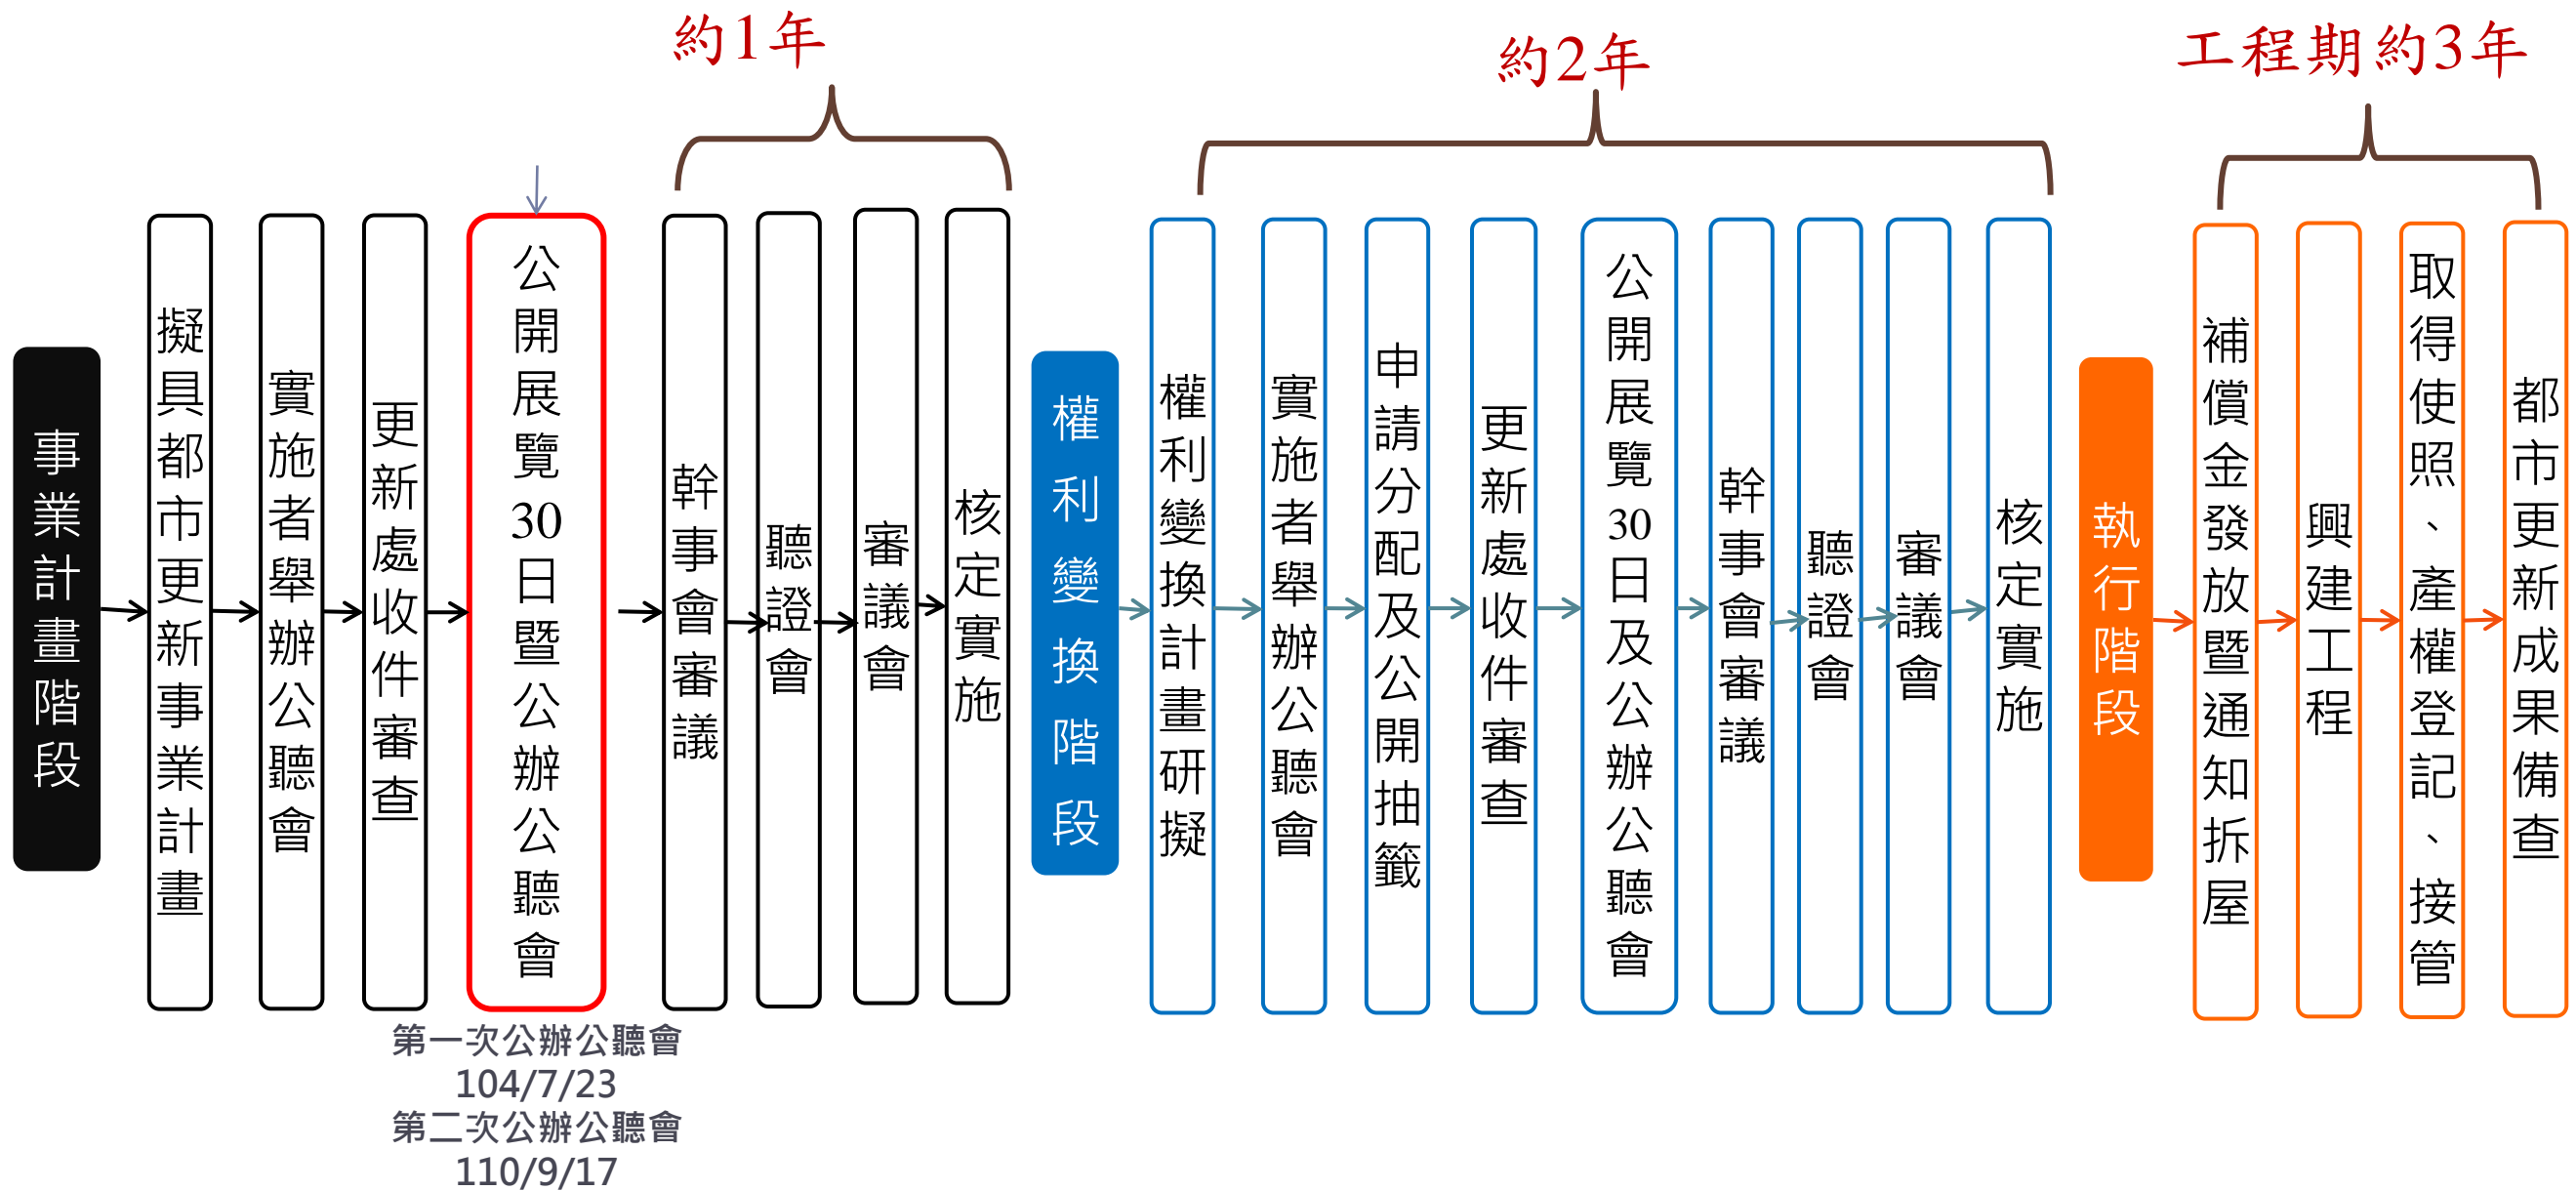 約1年
約2年
工程期約3年
事業計畫階段
擬具都市更新事業計畫
實施者舉辦公聽會
更新處收件審查
公開展覽30日暨公辦公聽會
幹事會審議
聽證會
審議會
核定實施
權利變換階段
權利變換計畫研擬
實施者舉辦公聽會
申請分配及公開抽籤
更新處收件審查
公開展覽30日及公辦公聽會
幹事會審議
聽證會
審議會
核定實施
執行階段
補償金發放暨通知拆屋
興建工程
取得使照、產權登記、接管
都市更新成果備查
第一次公辦公聽會
104/7/23
第二次公辦公聽會
110/9/17